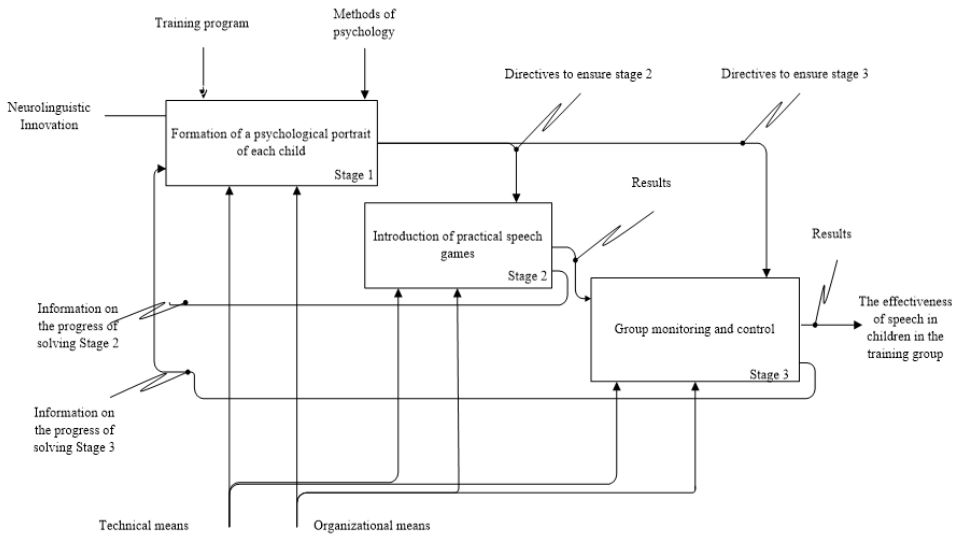 Training program
Methods of
psychology
Directives to ensure stage 2
Directives to ensure stage 3
Neurolinguistic
Innovation
Formation of a psychological portrait
of each child
Stage 1
Results
Introduction of practical speech
games
Stage 2
Results
Information on
the progress of
solving Stage 2
Group monitoring and control
Stage 3
The effectiveness
of speech in
children in the
training group
Information on
the progress of
solving Stage 3
Technical means
Organizational means